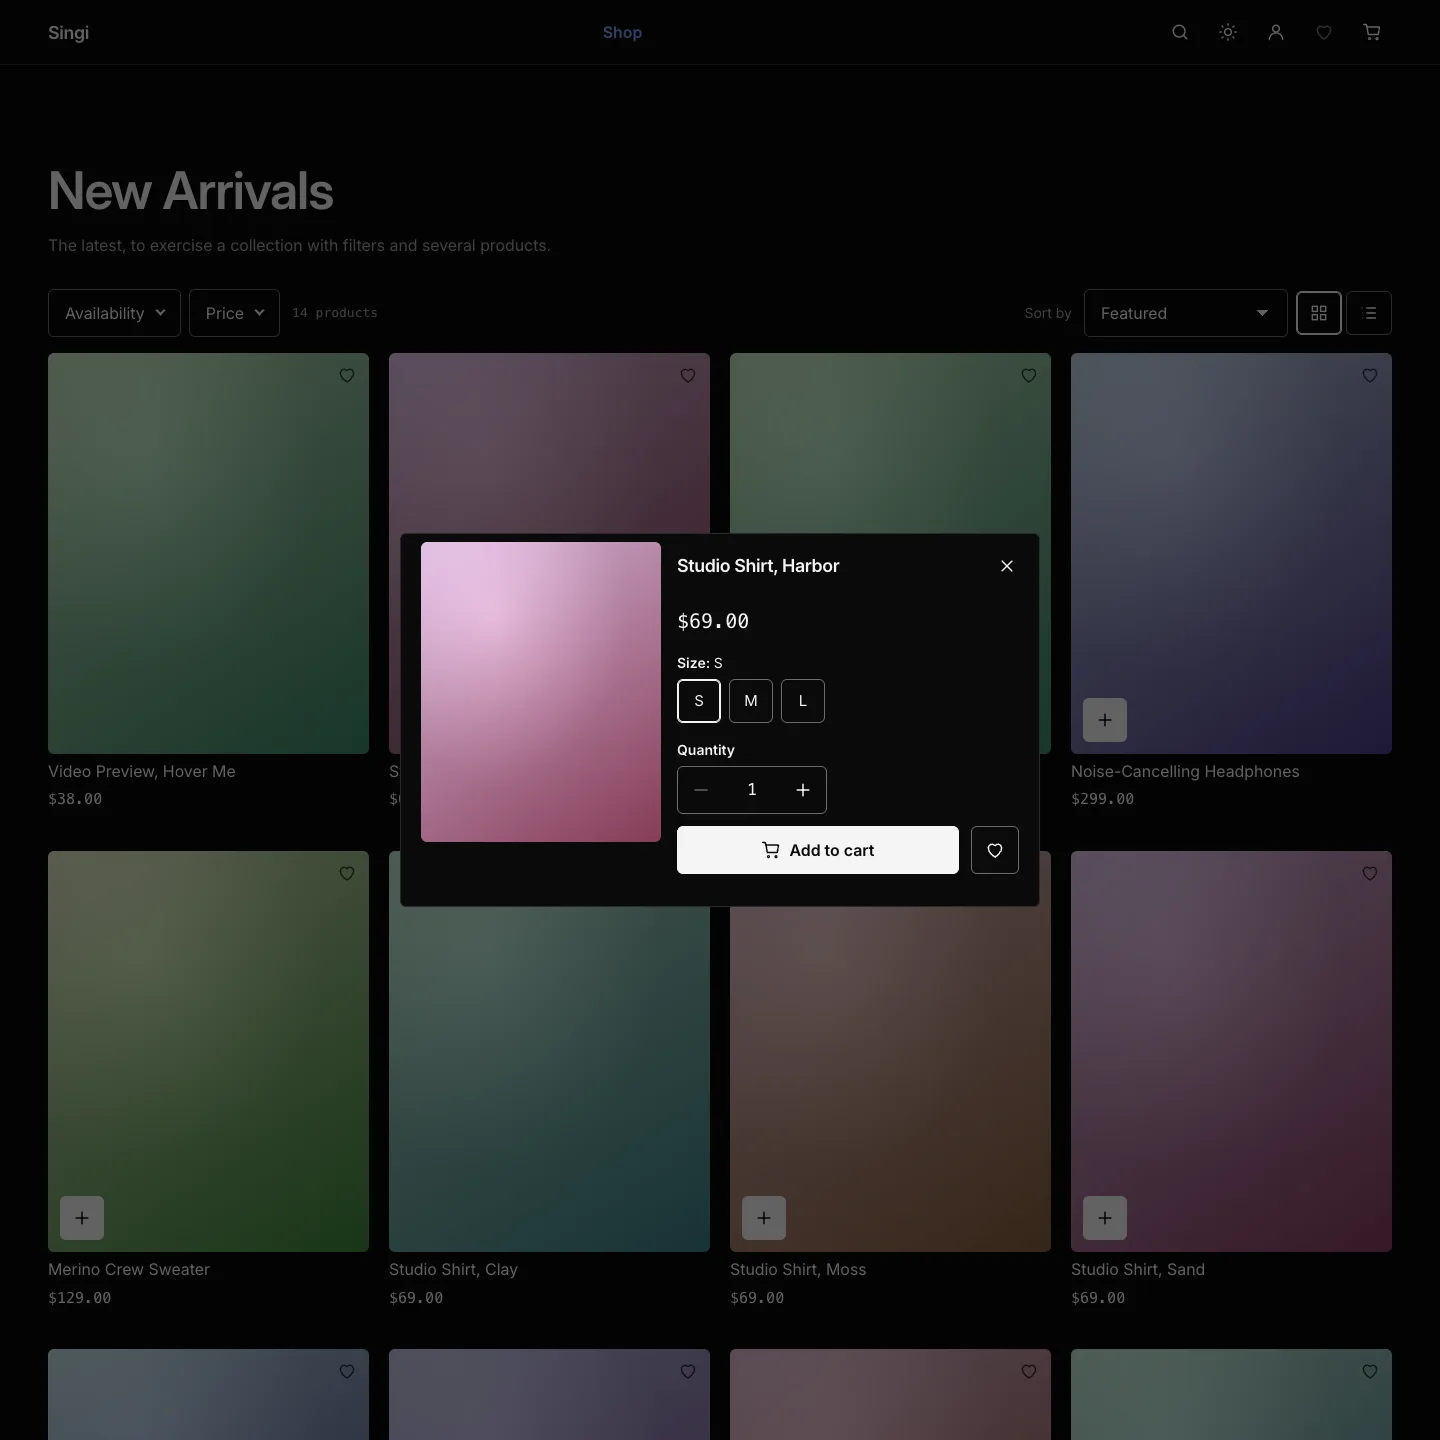 Singi
Shop
New Arrivals
The latest, to exercise a collection with filters and several products.
Availability
Price
14 products
Sort by
Featured
Studio Shirt, Harbor
$69.00
Size: S
S
M
L
Quantity
1
Add to cart
Video Preview, Hover Me
$38.00
Noise-Cancelling Headphones
$299.00
Merino Crew Sweater
$129.00
Studio Shirt, Clay
$69.00
Studio Shirt, Moss
$69.00
Studio Shirt, Sand
$69.00